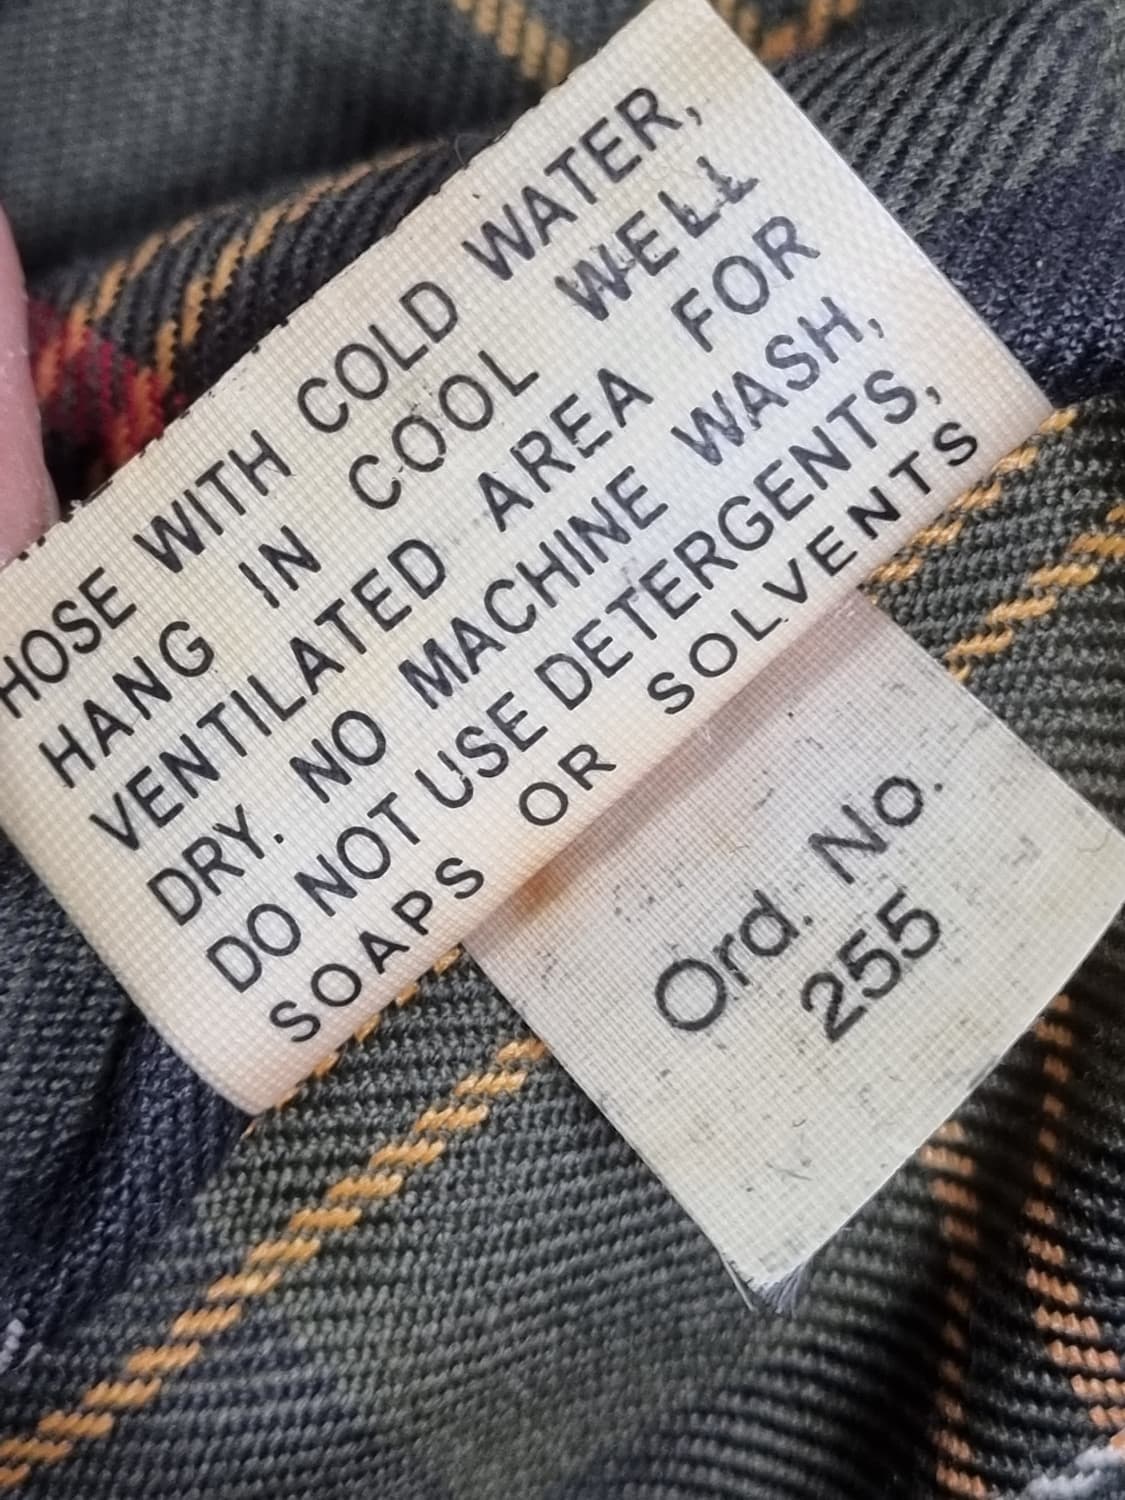 HOSE WITH COLD WATER,
HANG IN COOL WELL
VENTILATED AREA FOR
DRY. NO MACHINE WASH,
DO NOT USE DETERGENTS,
SOAPS OR SOLVENTS
Ord. No.
255